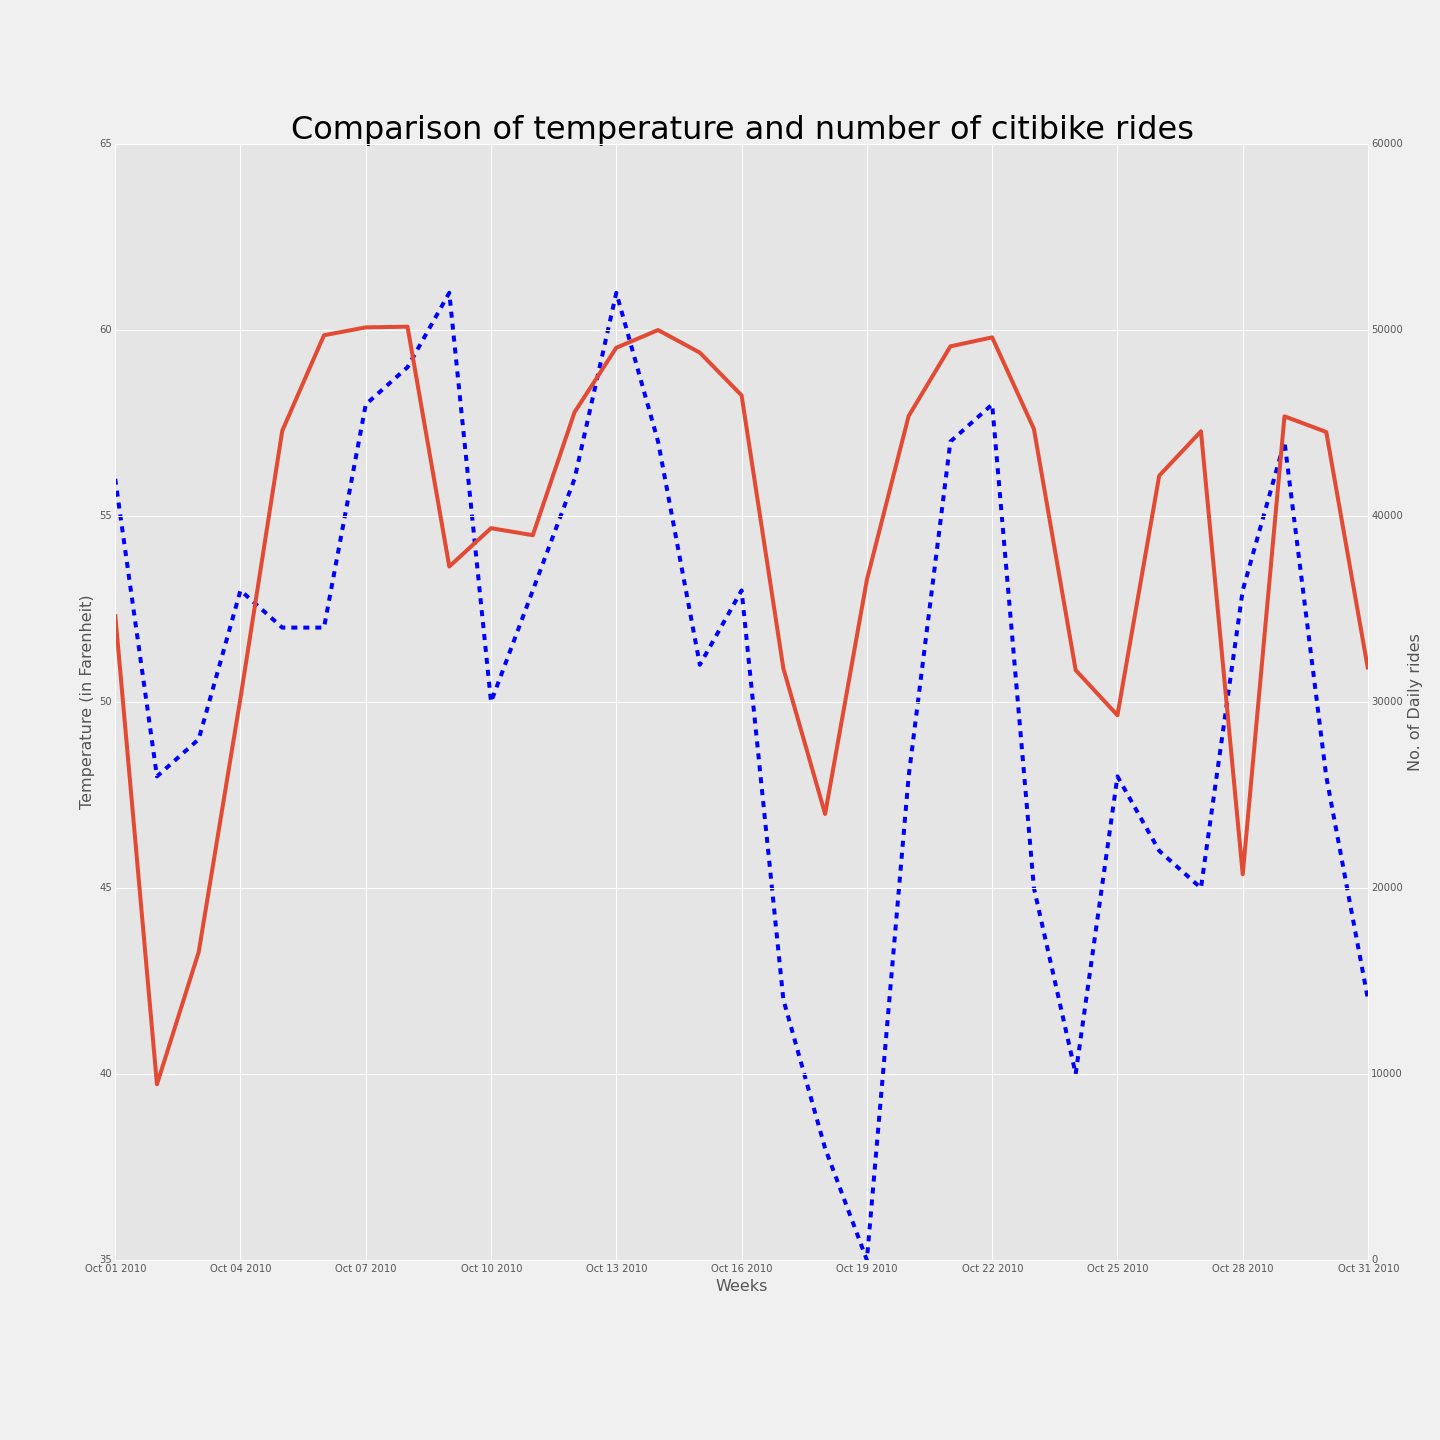 Comparison of temperature and number of citibike rides
65
60
55
50
45
40
35
Temperature (in Farenheit)
60000
50000
40000
30000
20000
10000
0
No. of Daily rides
Oct 01 2010 Oct 04 2010 Oct 07 2010 Oct 10 2010 Oct 13 2010 Oct 16 2010 Oct 19 2010 Oct 22 2010 Oct 25 2010 Oct 28 2010 Oct 31 2010
Weeks